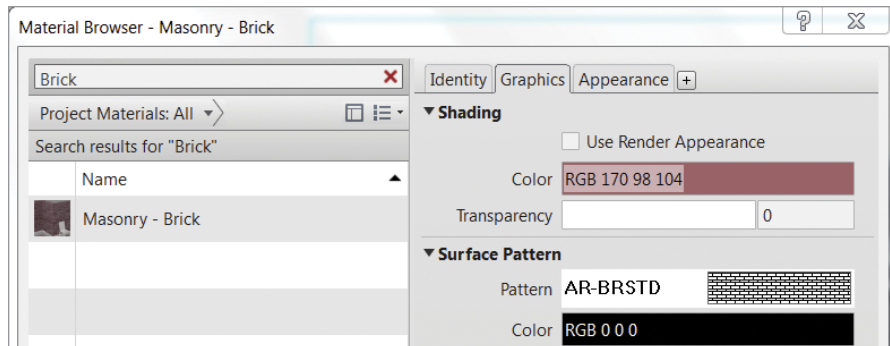 Material Browser - Masonry - Brick
Brick
Project Materials: All
Search results for "Brick"
Name
Masonry - Brick
Identity Graphics Appearance +
Shading
Use Render Appearance
Color RGB 170 98 104
Transparency 0
Surface Pattern
Pattern AR-BRSTD
Color RGB 0 0 0